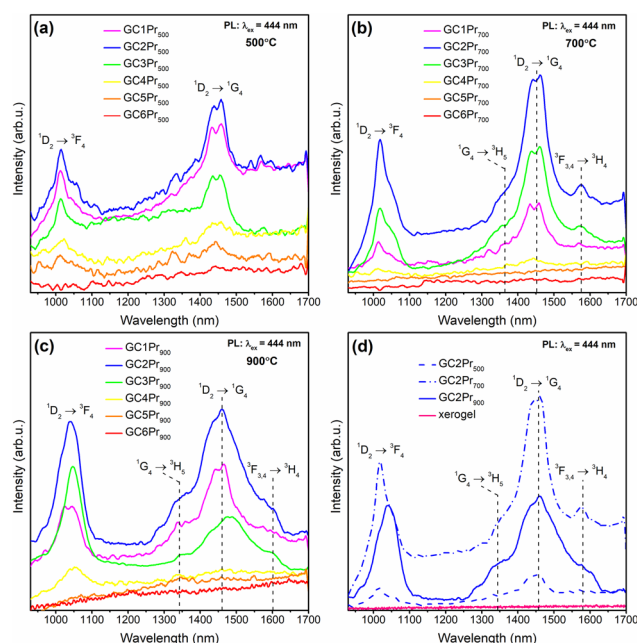 (a)
PL: λex = 444 nm
500°C
GC1Pr500
GC2Pr500
GC3Pr500
GC4Pr500
GC5Pr500
GC6Pr500
¹D₂ → ¹G₄
¹D₂ → ³F₄
Intensity (arb.u.)
1000 1100 1200 1300 1400 1500 1600 1700
Wavelength (nm)
(b)
PL: λex = 444 nm
700°C
GC1Pr700
GC2Pr700
GC3Pr700
GC4Pr700
GC5Pr700
GC6Pr700
¹D₂ → ¹G₄
¹D₂ → ³F₄
¹G₄ → ³H₅
³F₃,₄ → ³H₄
Intensity (arb.u.)
1000 1100 1200 1300 1400 1500 1600 1700
Wavelength (nm)
(c)
PL: λex = 444 nm
900°C
GC1Pr900
GC2Pr900
GC3Pr900
GC4Pr900
GC5Pr900
GC6Pr900
¹D₂ → ¹G₄
¹D₂ → ³F₄
¹G₄ → ³H₅
³F₃,₄ → ³H₄
Intensity (arb.u.)
1000 1100 1200 1300 1400 1500 1600 1700
Wavelength (nm)
(d)
PL: λex = 444 nm
GC2Pr500
GC2Pr700
GC2Pr900
xerogel
¹D₂ → ¹G₄
¹D₂ → ³F₄
¹G₄ → ³H₅
³F₃,₄ → ³H₄
Intensity (arb.u.)
1000 1100 1200 1300 1400 1500 1600 1700
Wavelength (nm)